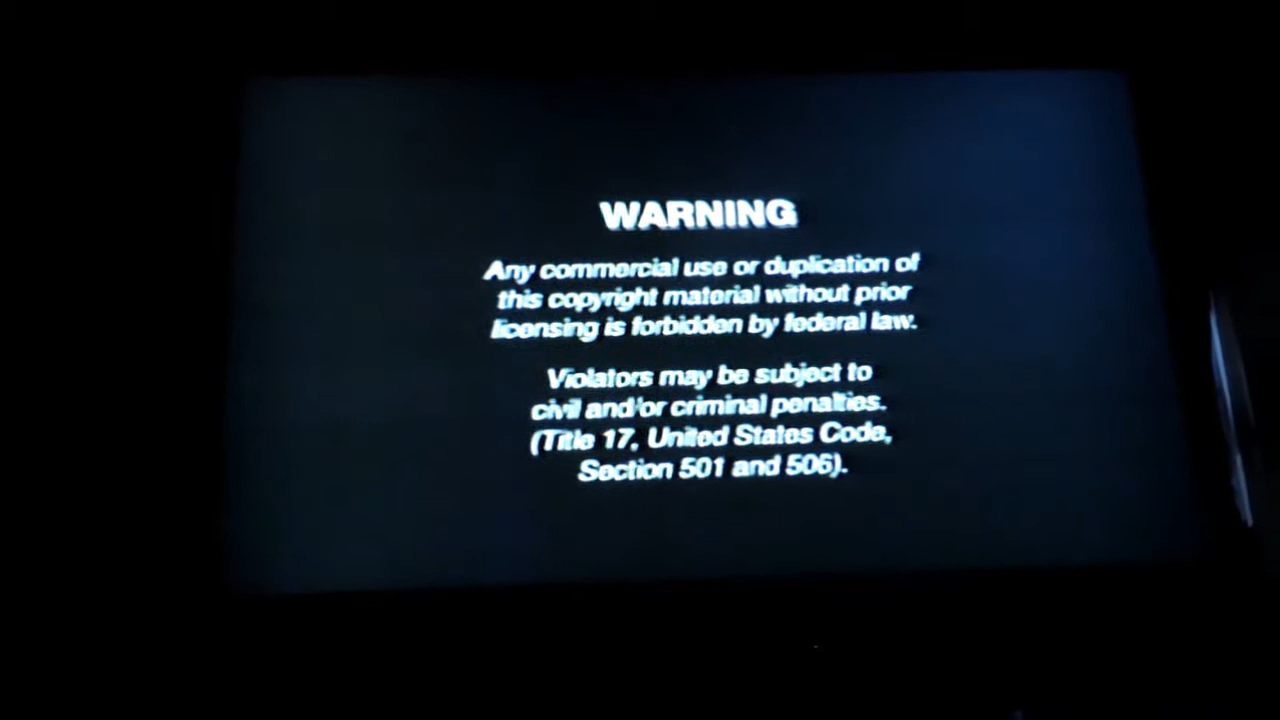 WARNING
Any commercial use or duplication of
this copyright material without prior
licensing is forbidden by federal law.
Violators may be subject to
civil and/or criminal penalties.
(Title 17, United States Code,
Section 501 and 506).